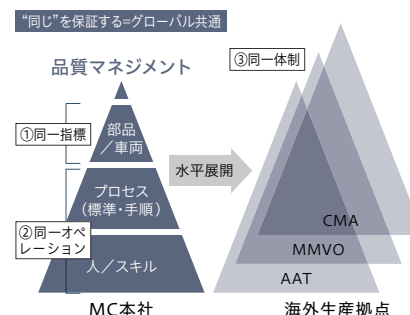 “同じ”を保証する=グローバル共通
品質マネジメント
③同一体制
①同一指標
部品
／車両
水平展開
プロセス
(標準・手順)
②同一オペ
レーション
人／スキル
CMA
MMVO
AAT
MC本社
海外生産拠点